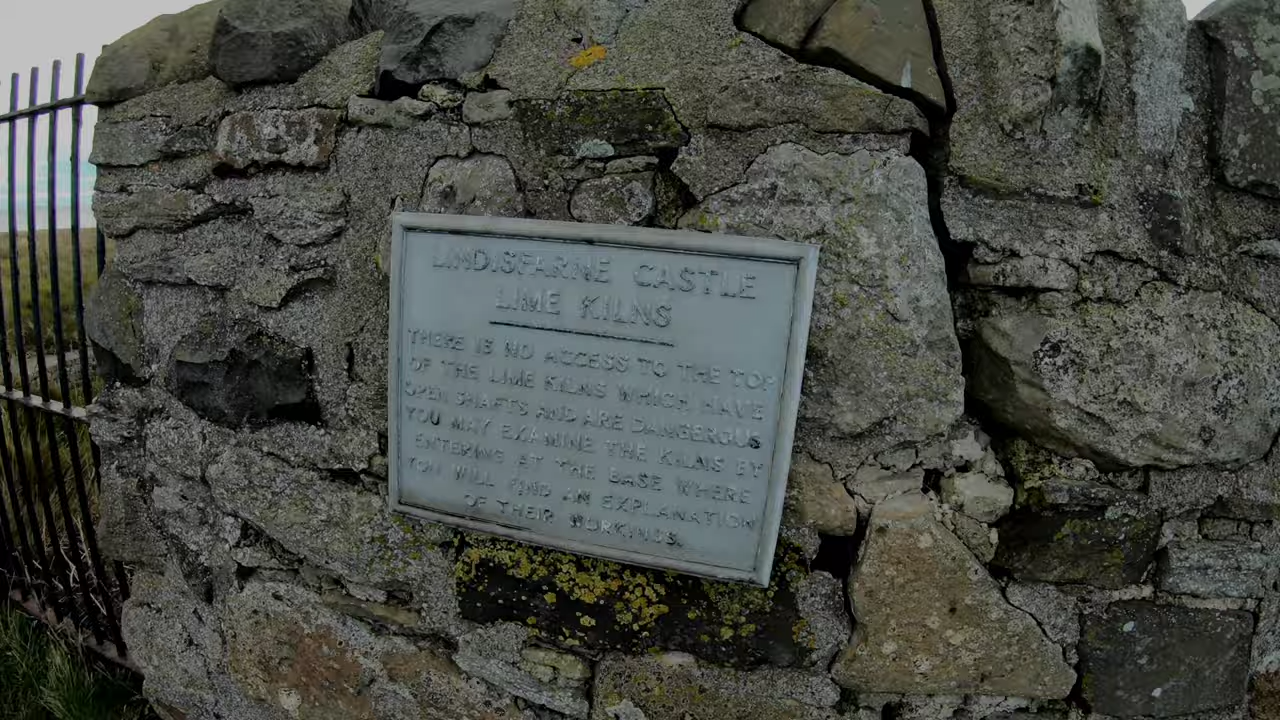 LINDISFARNE CASTLE
LIME KILNS
THERE IS NO ACCESS TO THE TOP
OF THE LIME KILNS WHICH HAVE
OPEN SHAFTS AND ARE DANGEROUS
YOU MAY EXAMINE THE KILNS BY
ENTERING AT THE BASE WHERE
YOU WILL FIND AN EXPLANATION
OF THEIR WORKINGS.